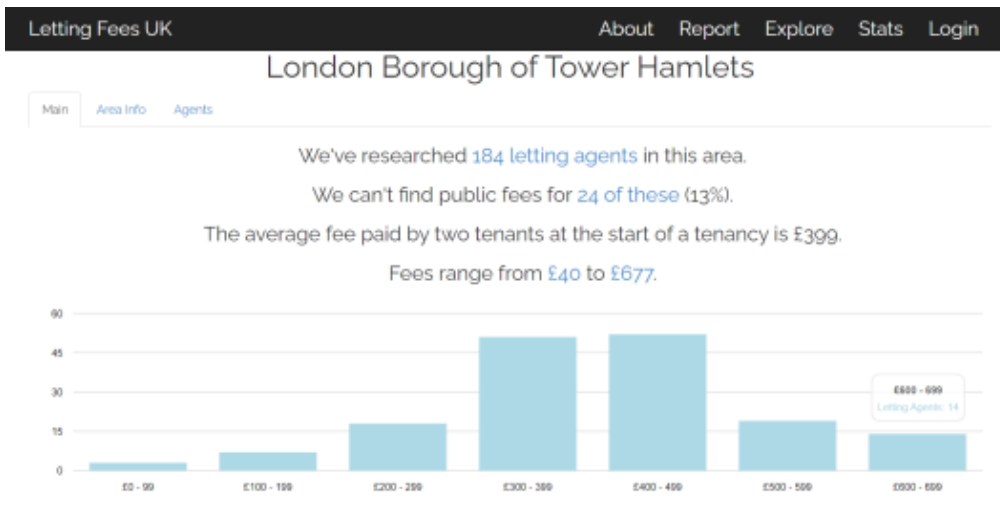 Letting Fees UK About Report Explore Stats Login
London Borough of Tower Hamlets
Main Area Info Agents
We've researched 184 letting agents in this area.
We can't find public fees for 24 of these (13%).
The average fee paid by two tenants at the start of a tenancy is £399.
Fees range from £40 to £677.
60
45
30
15
0
£600 - 699
Letting Agents: 14
£0 - 99 £100 - 199 £200 - 299 £300 - 399 £400 - 499 £500 - 599 £600 - 699